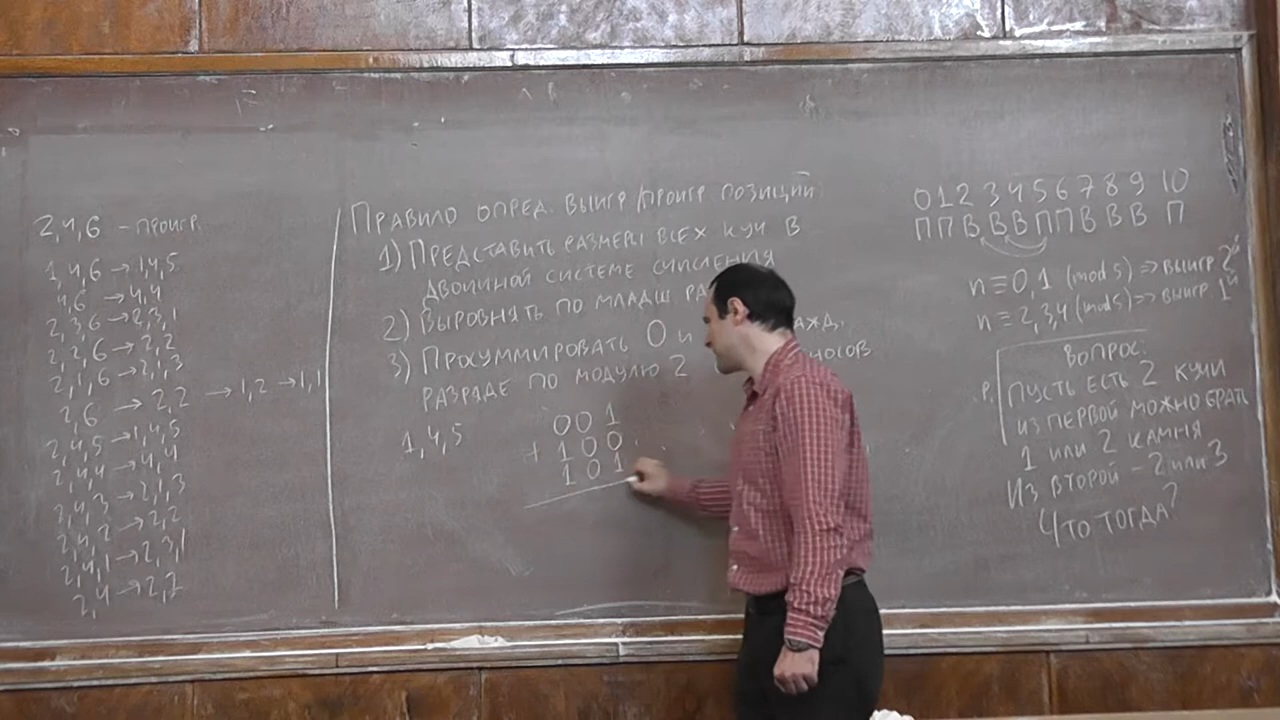 2,4,6 – ПРОИГР.
1,4,6 → 1,4,5
4,6 → 4,4
2,3,6 → 2,3,1
2,2,6 → 2,2
2,1,6 → 2,1,3
2,6 → 2,2 → 1,2 → 1,1
2,4,5 → 1,4,5
2,4,4 → 4,4
2,4,3 → 2,1,3
2,4,2 → 2,2
2,4,1 → 2,3,1
2,4 → 2,2
ПРАВИЛО ОПРЕД. ВЫИГР/ПРОИГР ПОЗИЦИЙ
1) ПРЕДСТАВИТЬ РАЗМЕРЫ ВСЕХ КУЧ В
ДВОИЧНОЙ СИСТЕМЕ СЧИСЛЕНИЯ
2) ВЫРОВНЯТЬ ПО МЛАДШ.
3) ПРОСУММИРОВАТЬ 0 И
РАЗРЯДЕ ПО МОДУЛЮ 2
1,4,5
001
+ 100
101
0 1 2 3 4 5 6 7 8 9 10
П П В В В П П В В В П
n ≡ 0,1 (mod 5) ⇒ ВЫИГР. 2й
n ≡ 2,3,4 (mod 5) ⇒ ВЫИГР. 1й
ВОПРОС:
ПУСТЬ ЕСТЬ 2 КУЧИ
ИЗ ПЕРВОЙ МОЖНО БРАТЬ
1 ИЛИ 2 КАМНЯ
ИЗ ВТОРОЙ – 2 ИЛИ 3
ЧТО ТОГДА?